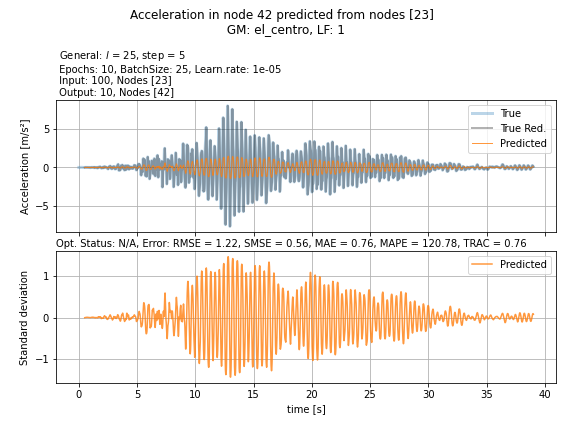 Acceleration in node 42 predicted from nodes [23]
GM: el_centro, LF: 1
General: l = 25, step = 5
Epochs: 10, BatchSize: 25, Learn.rate: 1e-05
Input: 100, Nodes [23]
Output: 10, Nodes [42]
Acceleration [m/s²]
5
0
−5
True
True Red.
Predicted
Opt. Status: N/A, Error: RMSE = 1.22, SMSE = 0.56, MAE = 0.76, MAPE = 120.78, TRAC = 0.76
Standard deviation
1
0
−1
Predicted
0 5 10 15 20 25 30 35 40
time [s]